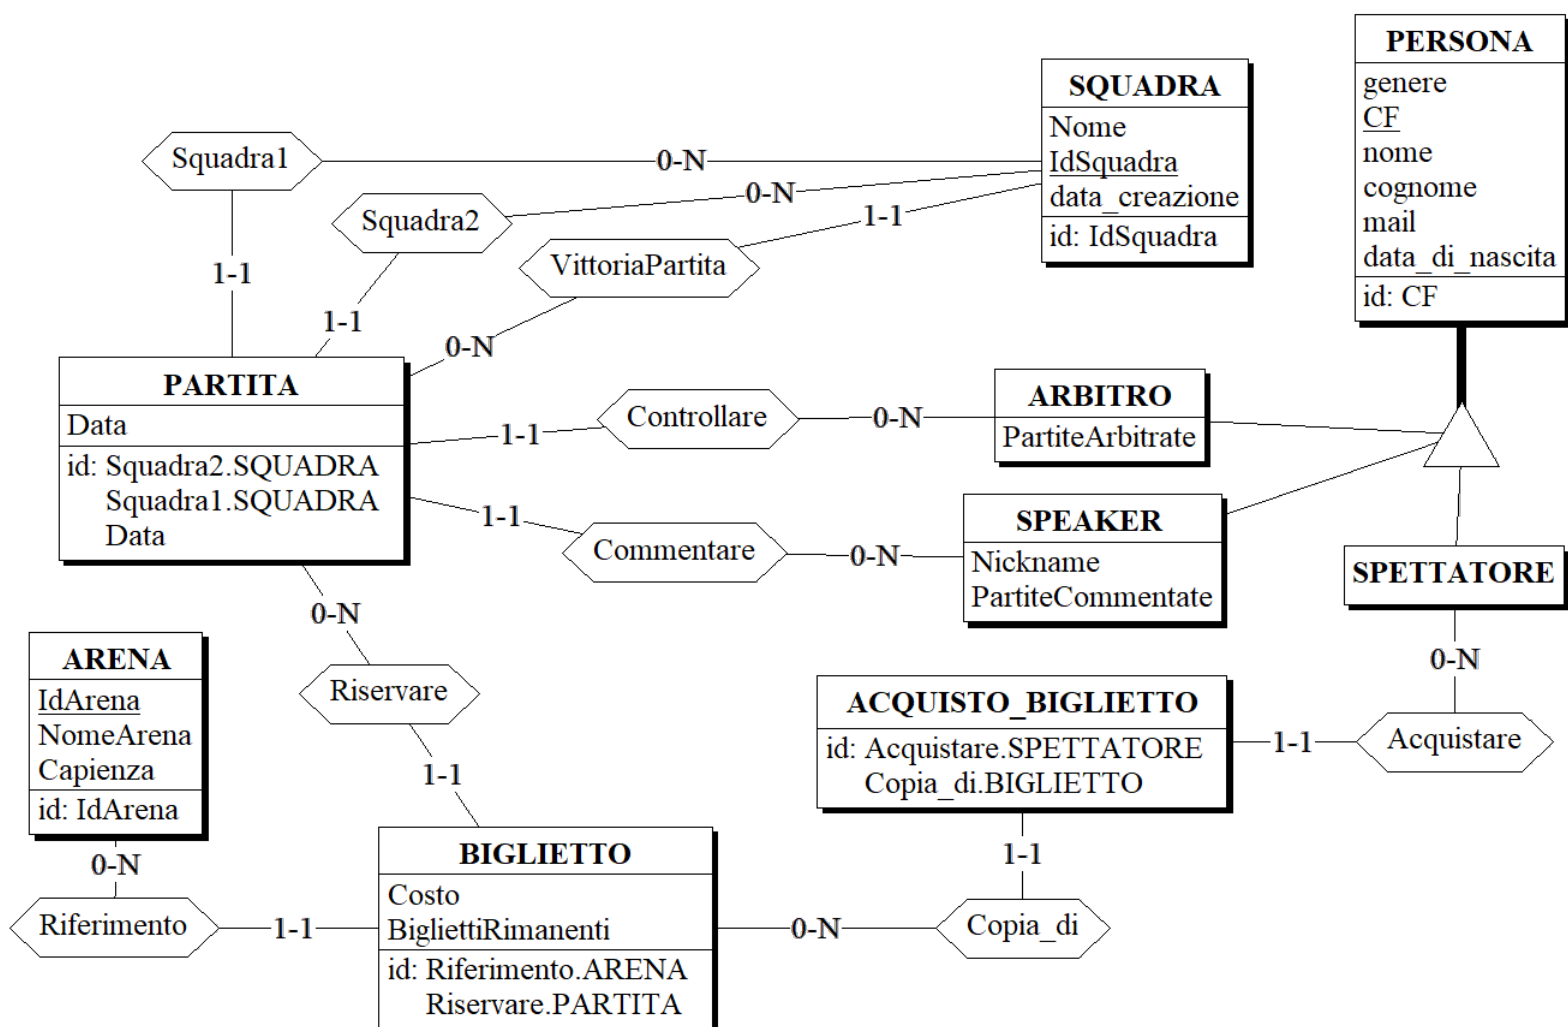 PERSONA
genere
CF
nome
cognome
mail
data_di_nascita
id: CF
SQUADRA
Nome
IdSquadra
data_creazione
id: IdSquadra
Squadra1
0-N
1-1
Squadra2
0-N
1-1
VittoriaPartita
1-1
0-N
PARTITA
Data
id: Squadra2.SQUADRA
Squadra1.SQUADRA
Data
Controllare
1-1
0-N
ARBITRO
PartiteArbitrate
Commentare
1-1
0-N
SPEAKER
Nickname
PartiteCommentate
SPETTATORE
0-N
Acquistare
1-1
ACQUISTO_BIGLIETTO
id: Acquistare.SPETTATORE
Copia_di.BIGLIETTO
1-1
Copia_di
0-N
0-N
Riservare
1-1
ARENA
IdArena
NomeArena
Capienza
id: IdArena
0-N
Riferimento
1-1
BIGLIETTO
Costo
BigliettiRimanenti
id: Riferimento.ARENA
Riservare.PARTITA